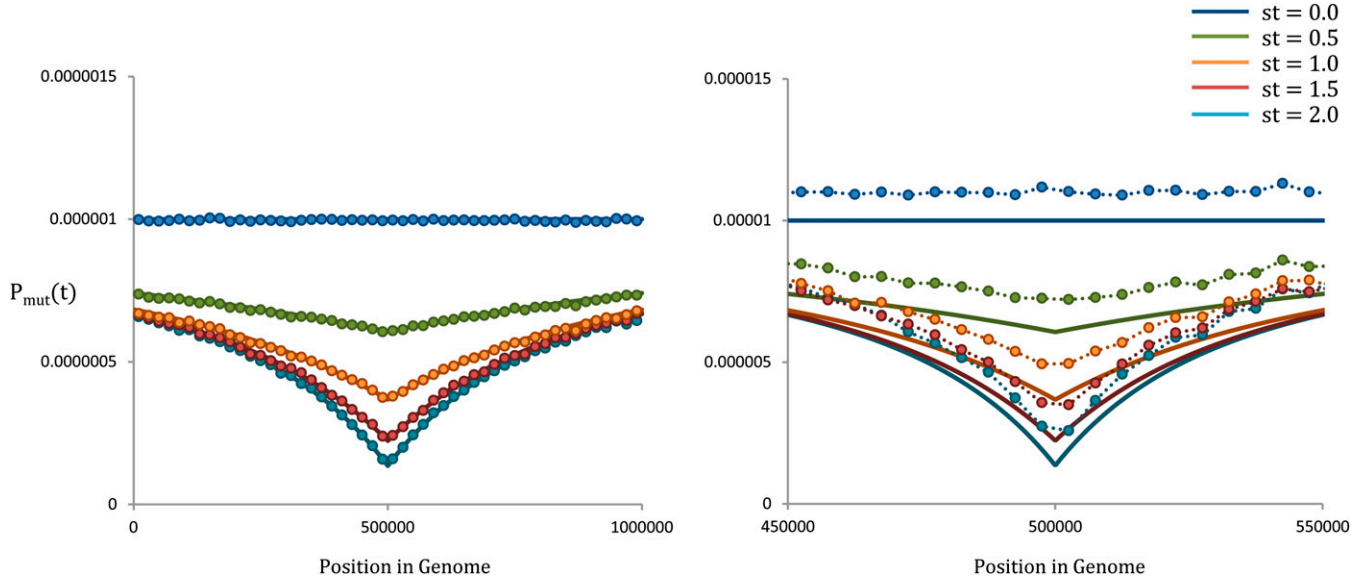 st = 0.0
st = 0.5
st = 1.0
st = 1.5
st = 2.0
0.0000015
0.000001
0.0000005
0
P_mut(t)
0
500000
1000000
Position in Genome
0.000015
0.00001
0.000005
0
450000
500000
550000
Position in Genome